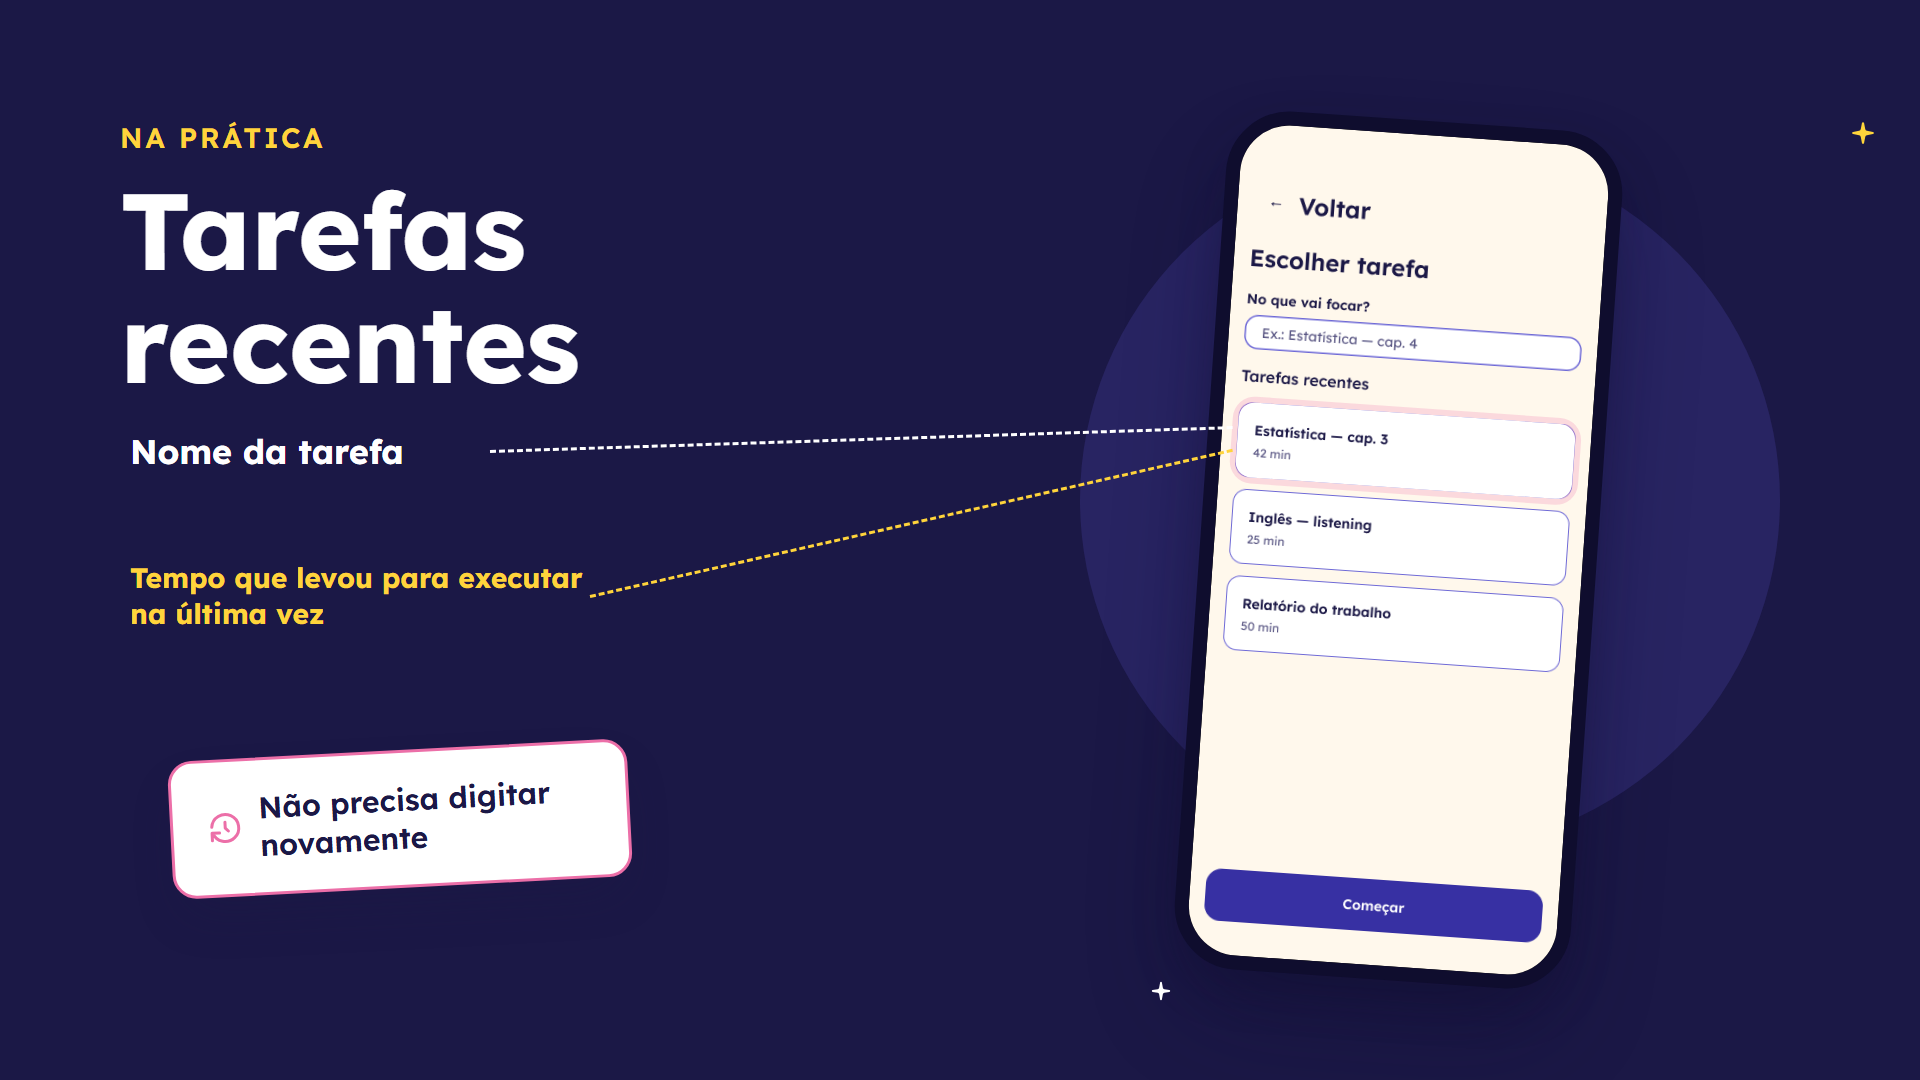 NA PRÁTICA
Tarefas
recentes
Nome da tarefa
Tempo que levou para executar
na última vez
Não precisa digitar
novamente
← Voltar
Escolher tarefa
No que vai focar?
Ex.: Estatística — cap. 4
Tarefas recentes
Estatística — cap. 3
42 min
Inglês — listening
25 min
Relatório do trabalho
50 min
Começar